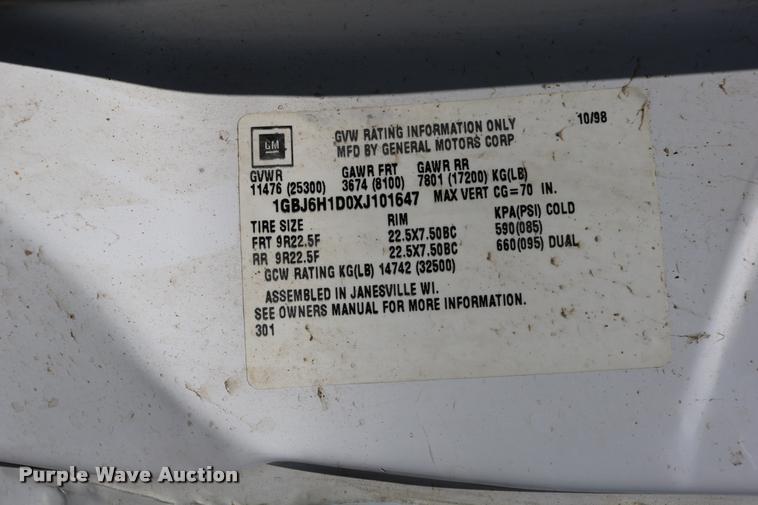 GM
GVW RATING INFORMATION ONLY 10/98
MFD BY GENERAL MOTORS CORP
GVWR GAWR FRT GAWR RR
11476 (25300) 3674 (8100) 7801 (17200) KG(LB)
1GBJ6H1D0XJ101647 MAX VERT CG=70 IN.
TIRE SIZE RIM KPA(PSI) COLD
FRT 9R22.5F 22.5X7.50BC 590(085)
RR 9R22.5F 22.5X7.50BC 660(095) DUAL
GCW RATING KG(LB) 14742 (32500)
ASSEMBLED IN JANESVILLE WI.
SEE OWNERS MANUAL FOR MORE INFORMATION.
301
Purple Wave Auction